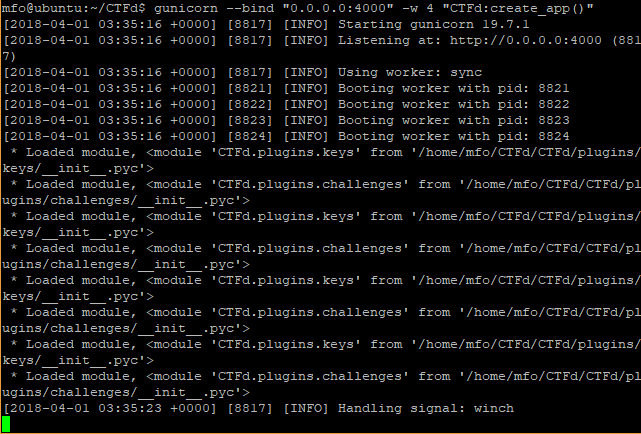 mfo@ubuntu:~/CTFd$ gunicorn --bind "0.0.0.0:4000" -w 4 "CTFd:create_app()"
[2018-04-01 03:35:16 +0000] [8817] [INFO] Starting gunicorn 19.7.1
[2018-04-01 03:35:16 +0000] [8817] [INFO] Listening at: http://0.0.0.0:4000 (881
7)
[2018-04-01 03:35:16 +0000] [8817] [INFO] Using worker: sync
[2018-04-01 03:35:16 +0000] [8821] [INFO] Booting worker with pid: 8821
[2018-04-01 03:35:16 +0000] [8822] [INFO] Booting worker with pid: 8822
[2018-04-01 03:35:16 +0000] [8823] [INFO] Booting worker with pid: 8823
[2018-04-01 03:35:16 +0000] [8824] [INFO] Booting worker with pid: 8824
 * Loaded module, <module 'CTFd.plugins.keys' from '/home/mfo/CTFd/CTFd/plugins/
keys/__init__.pyc'>
 * Loaded module, <module 'CTFd.plugins.challenges' from '/home/mfo/CTFd/CTFd/pl
ugins/challenges/__init__.pyc'>
 * Loaded module, <module 'CTFd.plugins.keys' from '/home/mfo/CTFd/CTFd/plugins/
keys/__init__.pyc'>
 * Loaded module, <module 'CTFd.plugins.challenges' from '/home/mfo/CTFd/CTFd/pl
ugins/challenges/__init__.pyc'>
 * Loaded module, <module 'CTFd.plugins.keys' from '/home/mfo/CTFd/CTFd/plugins/
keys/__init__.pyc'>
 * Loaded module, <module 'CTFd.plugins.challenges' from '/home/mfo/CTFd/CTFd/pl
ugins/challenges/__init__.pyc'>
 * Loaded module, <module 'CTFd.plugins.keys' from '/home/mfo/CTFd/CTFd/plugins/
keys/__init__.pyc'>
 * Loaded module, <module 'CTFd.plugins.challenges' from '/home/mfo/CTFd/CTFd/pl
ugins/challenges/__init__.pyc'>
[2018-04-01 03:35:23 +0000] [8817] [INFO] Handling signal: winch